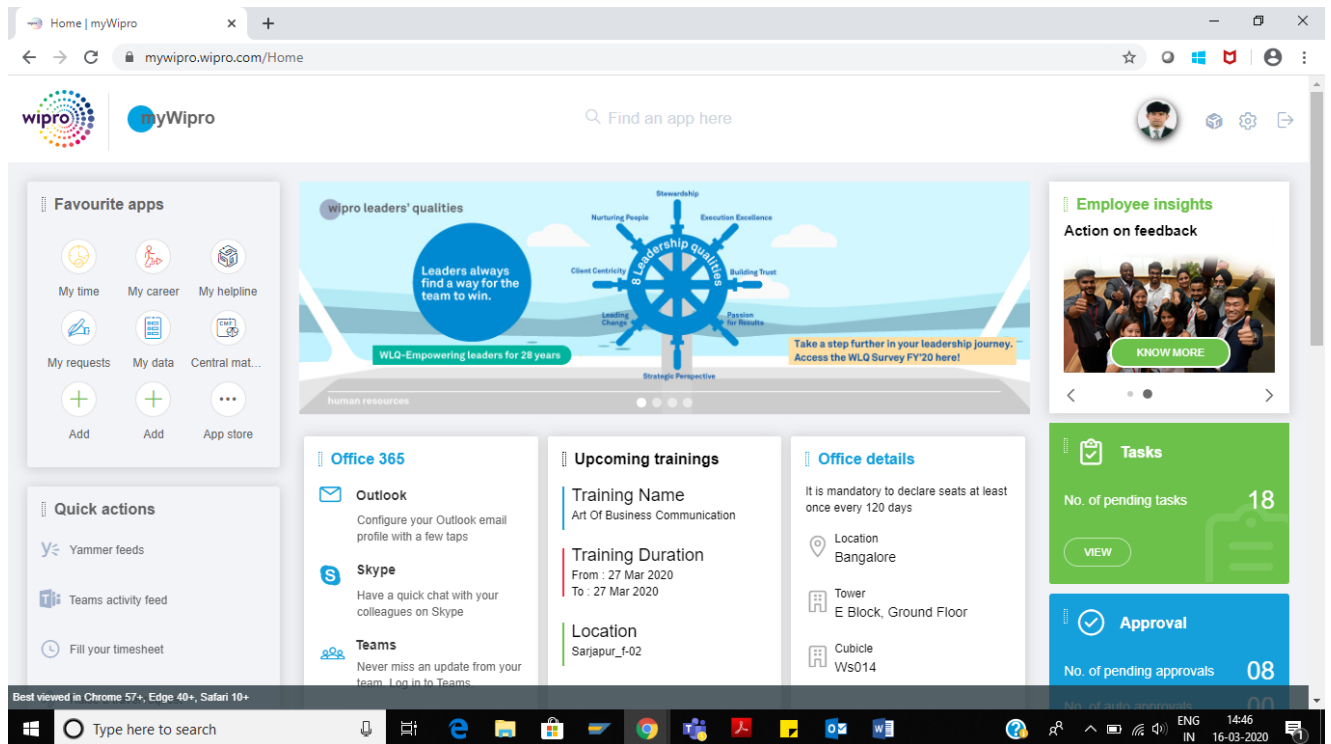 Home | myWipro
mywipro.wipro.com/Home
wipro
myWipro
Find an app here
Favourite apps
My time
My career
My helpline
My requests
My data
CMF
Central mat...
Add
Add
App store
Quick actions
Yammer feeds
Teams activity feed
Fill your timesheet
wipro leaders' qualities
Leaders always
find a way for the
team to win.
WLQ-Empowering leaders for 28 years
8 Leadership qualities
Stewardship
Nurturing People
Execution Excellence
Client Centricity
Building Trust
Leading
Change
Passion
for Results
Strategic Perspective
Take a step further in your leadership journey.
Access the WLQ Survey FY'20 here!
human resources
Office 365
Outlook
Configure your Outlook email
profile with a few taps
Skype
Have a quick chat with your
colleagues on Skype
Teams
Never miss an update from your
team. Log in to Teams.
Upcoming trainings
Training Name
Art Of Business Communication
Training Duration
From : 27 Mar 2020
To : 27 Mar 2020
Location
Sarjapur_f-02
Office details
It is mandatory to declare seats at least
once every 120 days
Location
Bangalore
Tower
E Block, Ground Floor
Cubicle
Ws014
Employee insights
Action on feedback
KNOW MORE
Tasks
No. of pending tasks 18
VIEW
Approval
No. of pending approvals 08
No. of auto approvals 00
Best viewed in Chrome 57+, Edge 40+, Safari 10+
Type here to search
ENG
IN
14:46
16-03-2020
1